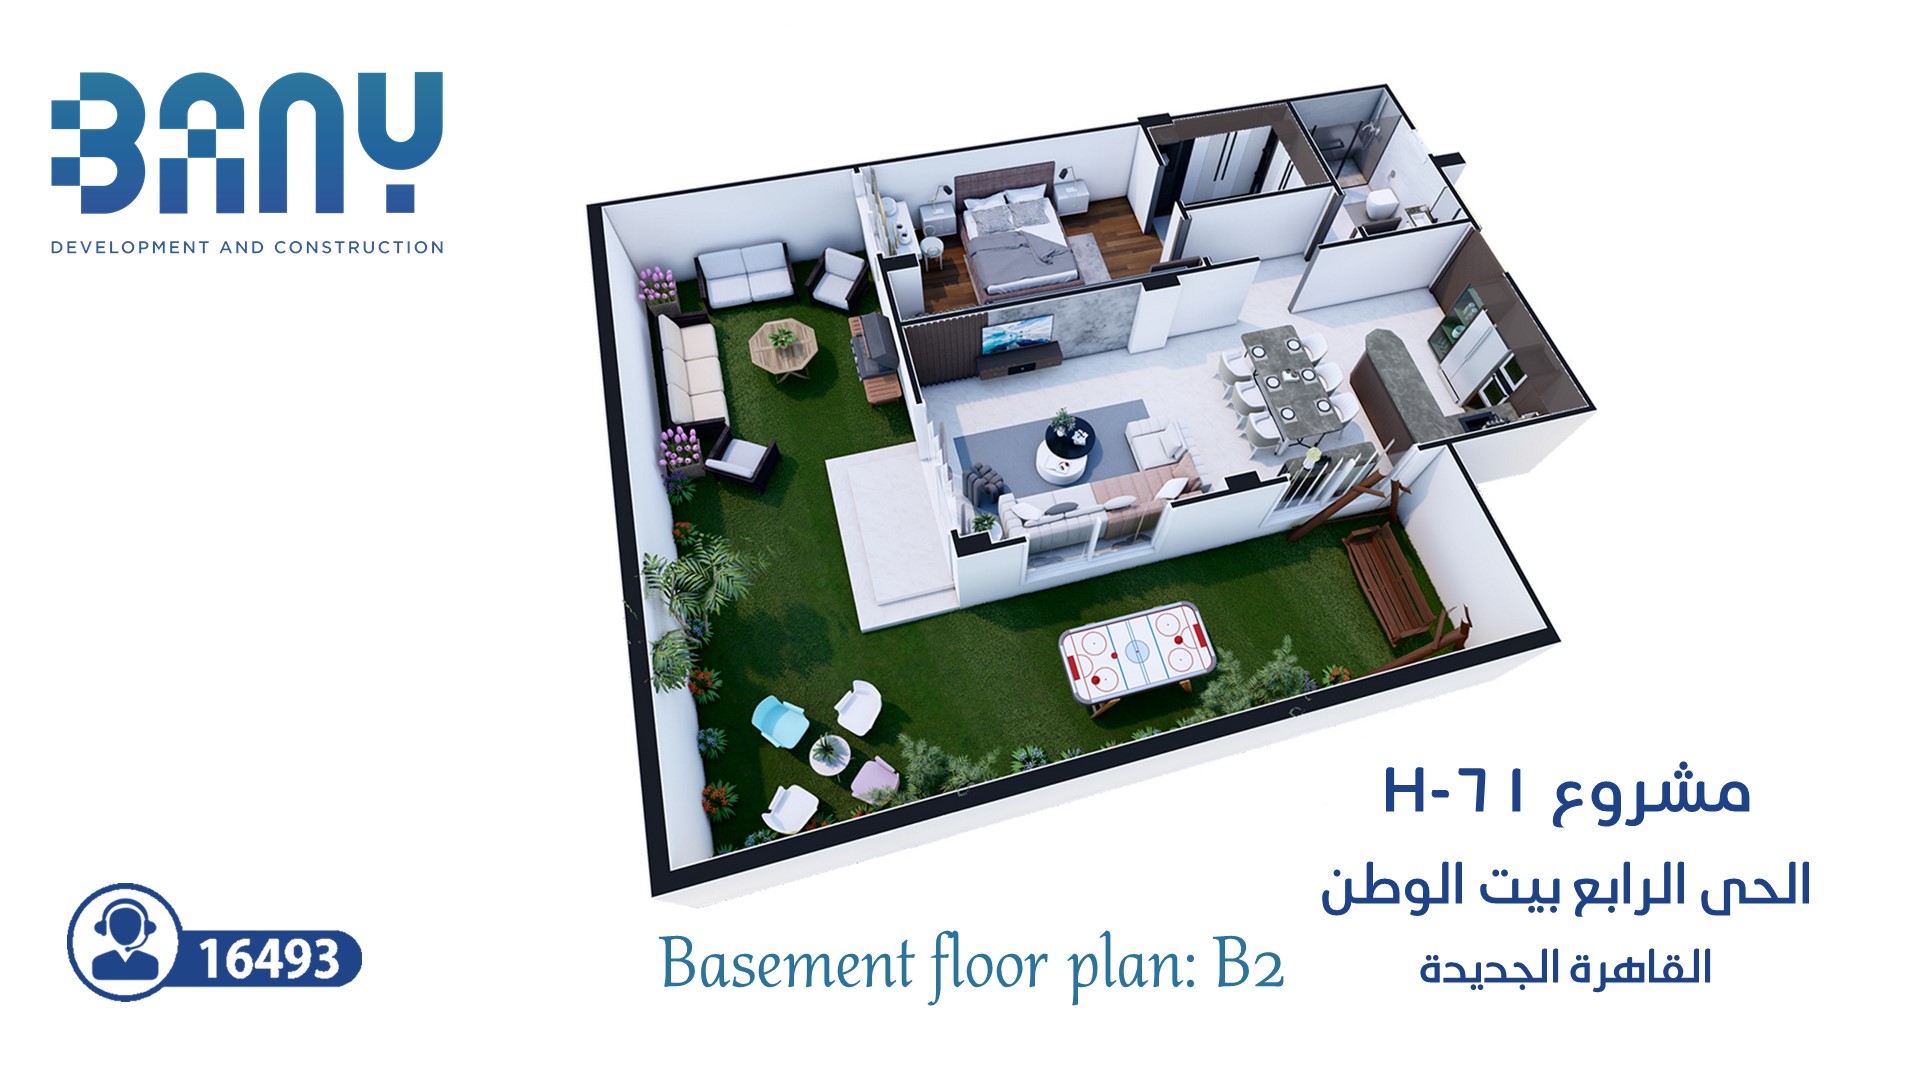 BANY
DEVELOPMENT AND CONSTRUCTION
مشروع H-٦١
الحى الرابع بيت الوطن
القاهرة الجديدة
Basement floor plan: B2
16493